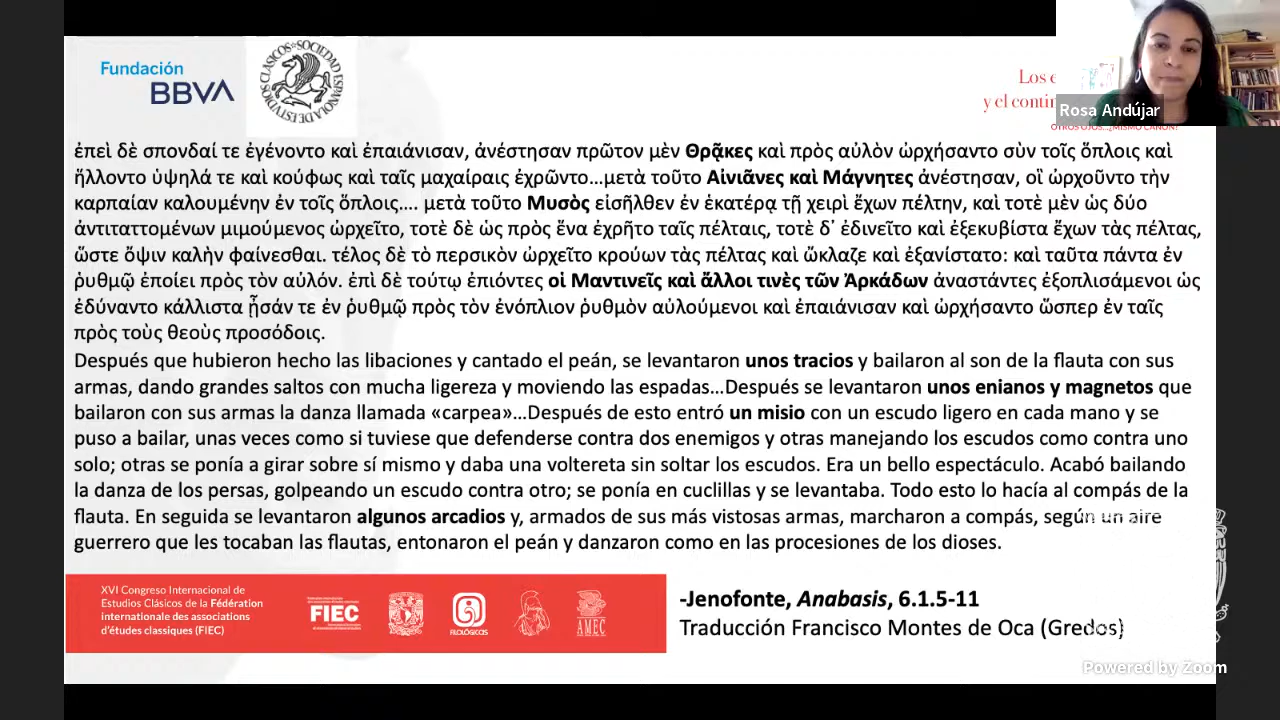 Fundación
BBVA
SOCIEDAD ESPAÑOLA DE ESTUDIOS CLÁSICOS
Los
y el
Rosa Andújar
OTROS OJOS... ¿MISMO CANON?
ἐπεὶ δὲ σπονδαί τε ἐγένοντο καὶ ἐπαιάνισαν, ἀνέστησαν πρῶτον μὲν Θρᾷκες καὶ πρὸς αὐλὸν ὠρχήσαντο σὺν τοῖς ὅπλοις καὶ
ἥλλοντο ὑψηλά τε καὶ κούφως καὶ ταῖς μαχαίραις ἐχρῶντο…μετὰ τοῦτο Αἰνιᾶνες καὶ Μάγνητες ἀνέστησαν, οἳ ὠρχοῦντο τὴν
καρπαίαν καλουμένην ἐν τοῖς ὅπλοις…. μετὰ τοῦτο Μυσὸς εἰσῆλθεν ἐν ἑκατέρᾳ τῇ χειρὶ ἔχων πέλτην, καὶ τοτὲ μὲν ὡς δύο
ἀντιταττομένων μιμούμενος ὠρχεῖτο, τοτὲ δὲ ὡς πρὸς ἕνα ἐχρῆτο ταῖς πέλταις, τοτὲ δ᾽ ἐδινεῖτο καὶ ἐξεκυβίστα ἔχων τὰς πέλτας,
ὥστε ὄψιν καλὴν φαίνεσθαι. τέλος δὲ τὸ περσικὸν ὠρχεῖτο κρούων τὰς πέλτας καὶ ὤκλαζε καὶ ἐξανίστατο: καὶ ταῦτα πάντα ἐν
ῥυθμῷ ἐποίει πρὸς τὸν αὐλόν. ἐπὶ δὲ τούτῳ ἐπιόντες οἱ Μαντινεῖς καὶ ἄλλοι τινὲς τῶν Ἀρκάδων ἀναστάντες ἐξοπλισάμενοι ὡς
ἐδύναντο κάλλιστα ᾖσάν τε ἐν ῥυθμῷ πρὸς τὸν ἐνόπλιον ῥυθμὸν αὐλούμενοι καὶ ἐπαιάνισαν καὶ ὠρχήσαντο ὥσπερ ἐν ταῖς
πρὸς τοὺς θεοὺς προσόδοις.
Después que hubieron hecho las libaciones y cantado el peán, se levantaron unos tracios y bailaron al son de la flauta con sus
armas, dando grandes saltos con mucha ligereza y moviendo las espadas…Después se levantaron unos enianos y magnetos que
bailaron con sus armas la danza llamada «carpea»…Después de esto entró un misio con un escudo ligero en cada mano y se
puso a bailar, unas veces como si tuviese que defenderse contra dos enemigos y otras manejando los escudos como contra uno
solo; otras se ponía a girar sobre sí mismo y daba una voltereta sin soltar los escudos. Era un bello espectáculo. Acabó bailando
la danza de los persas, golpeando un escudo contra otro; se ponía en cuclillas y se levantaba. Todo esto lo hacía al compás de la
flauta. En seguida se levantaron algunos arcadios y, armados de sus más vistosas armas, marcharon a compás, según un aire
guerrero que les tocaban las flautas, entonaron el peán y danzaron como en las procesiones de los dioses.
XVI Congreso Internacional de
Estudios Clásicos de la Fédération
internationale des associations
d'études classiques (FIEC)
FIEC
FILOLÓGICAS
AMEC
-Jenofonte, Anabasis, 6.1.5-11
Traducción Francisco Montes de Oca (Gredos)
Powered by Zoom